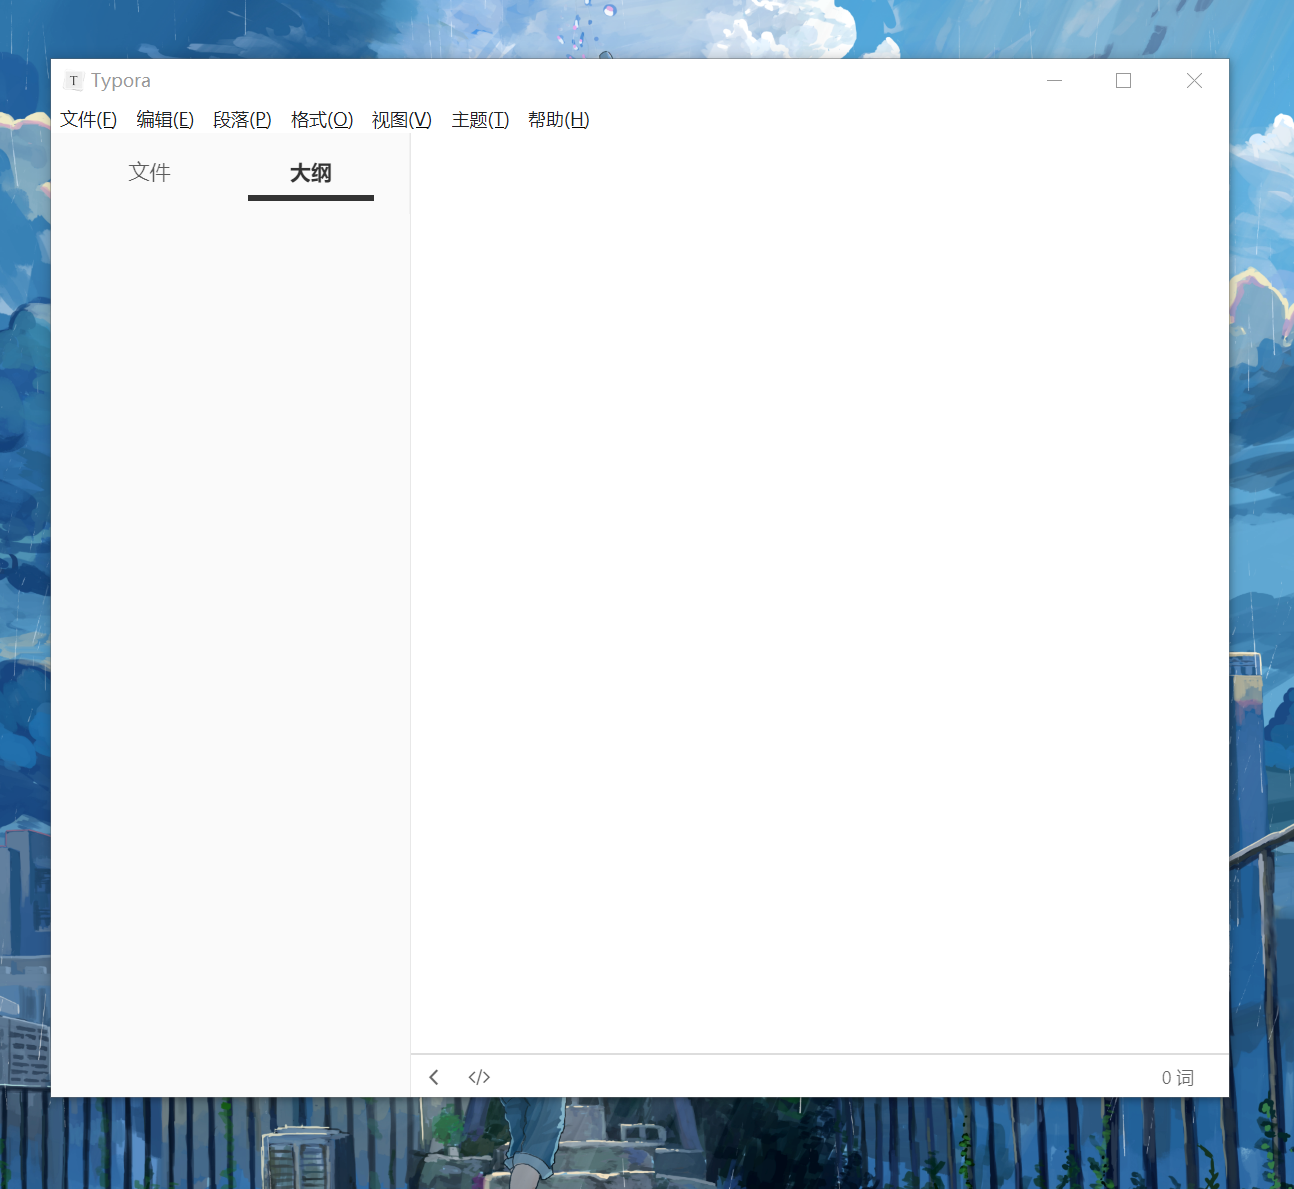 T Typora
文件(F) 编辑(E) 段落(P) 格式(O) 视图(V) 主题(T) 帮助(H)
文件 大纲
</> 0 词